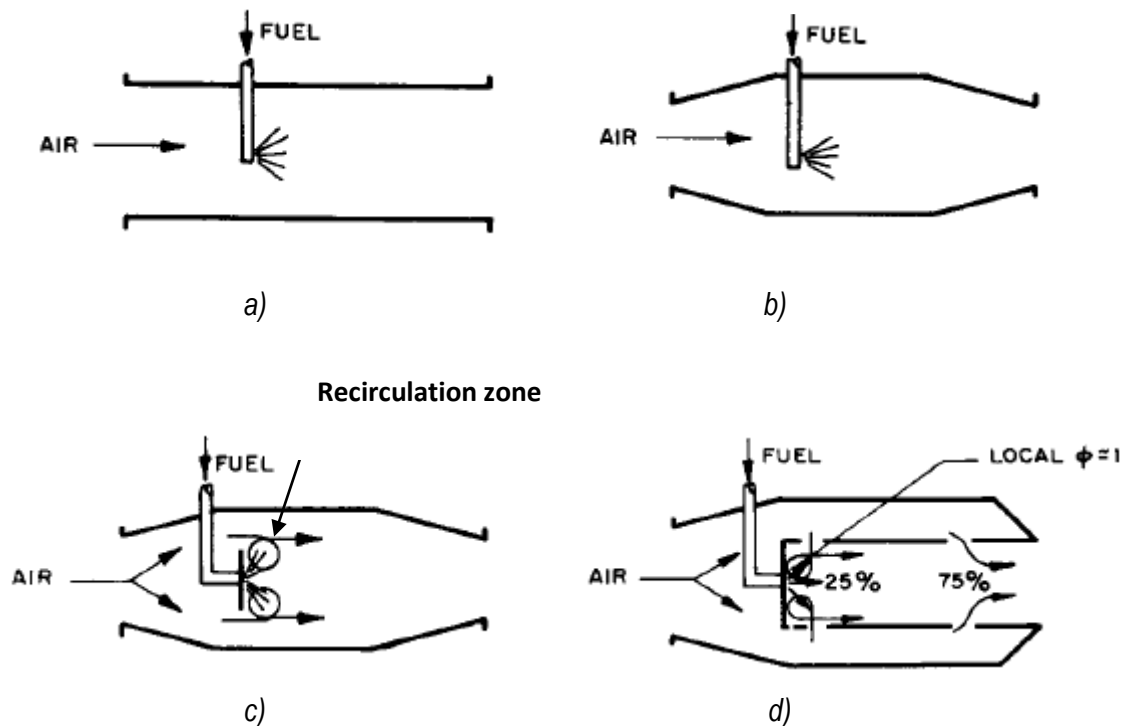 FUEL
AIR
a)
FUEL
AIR
b)
Recirculation zone
FUEL
AIR
c)
FUEL
LOCAL ϕ≃1
AIR
25%
75%
d)